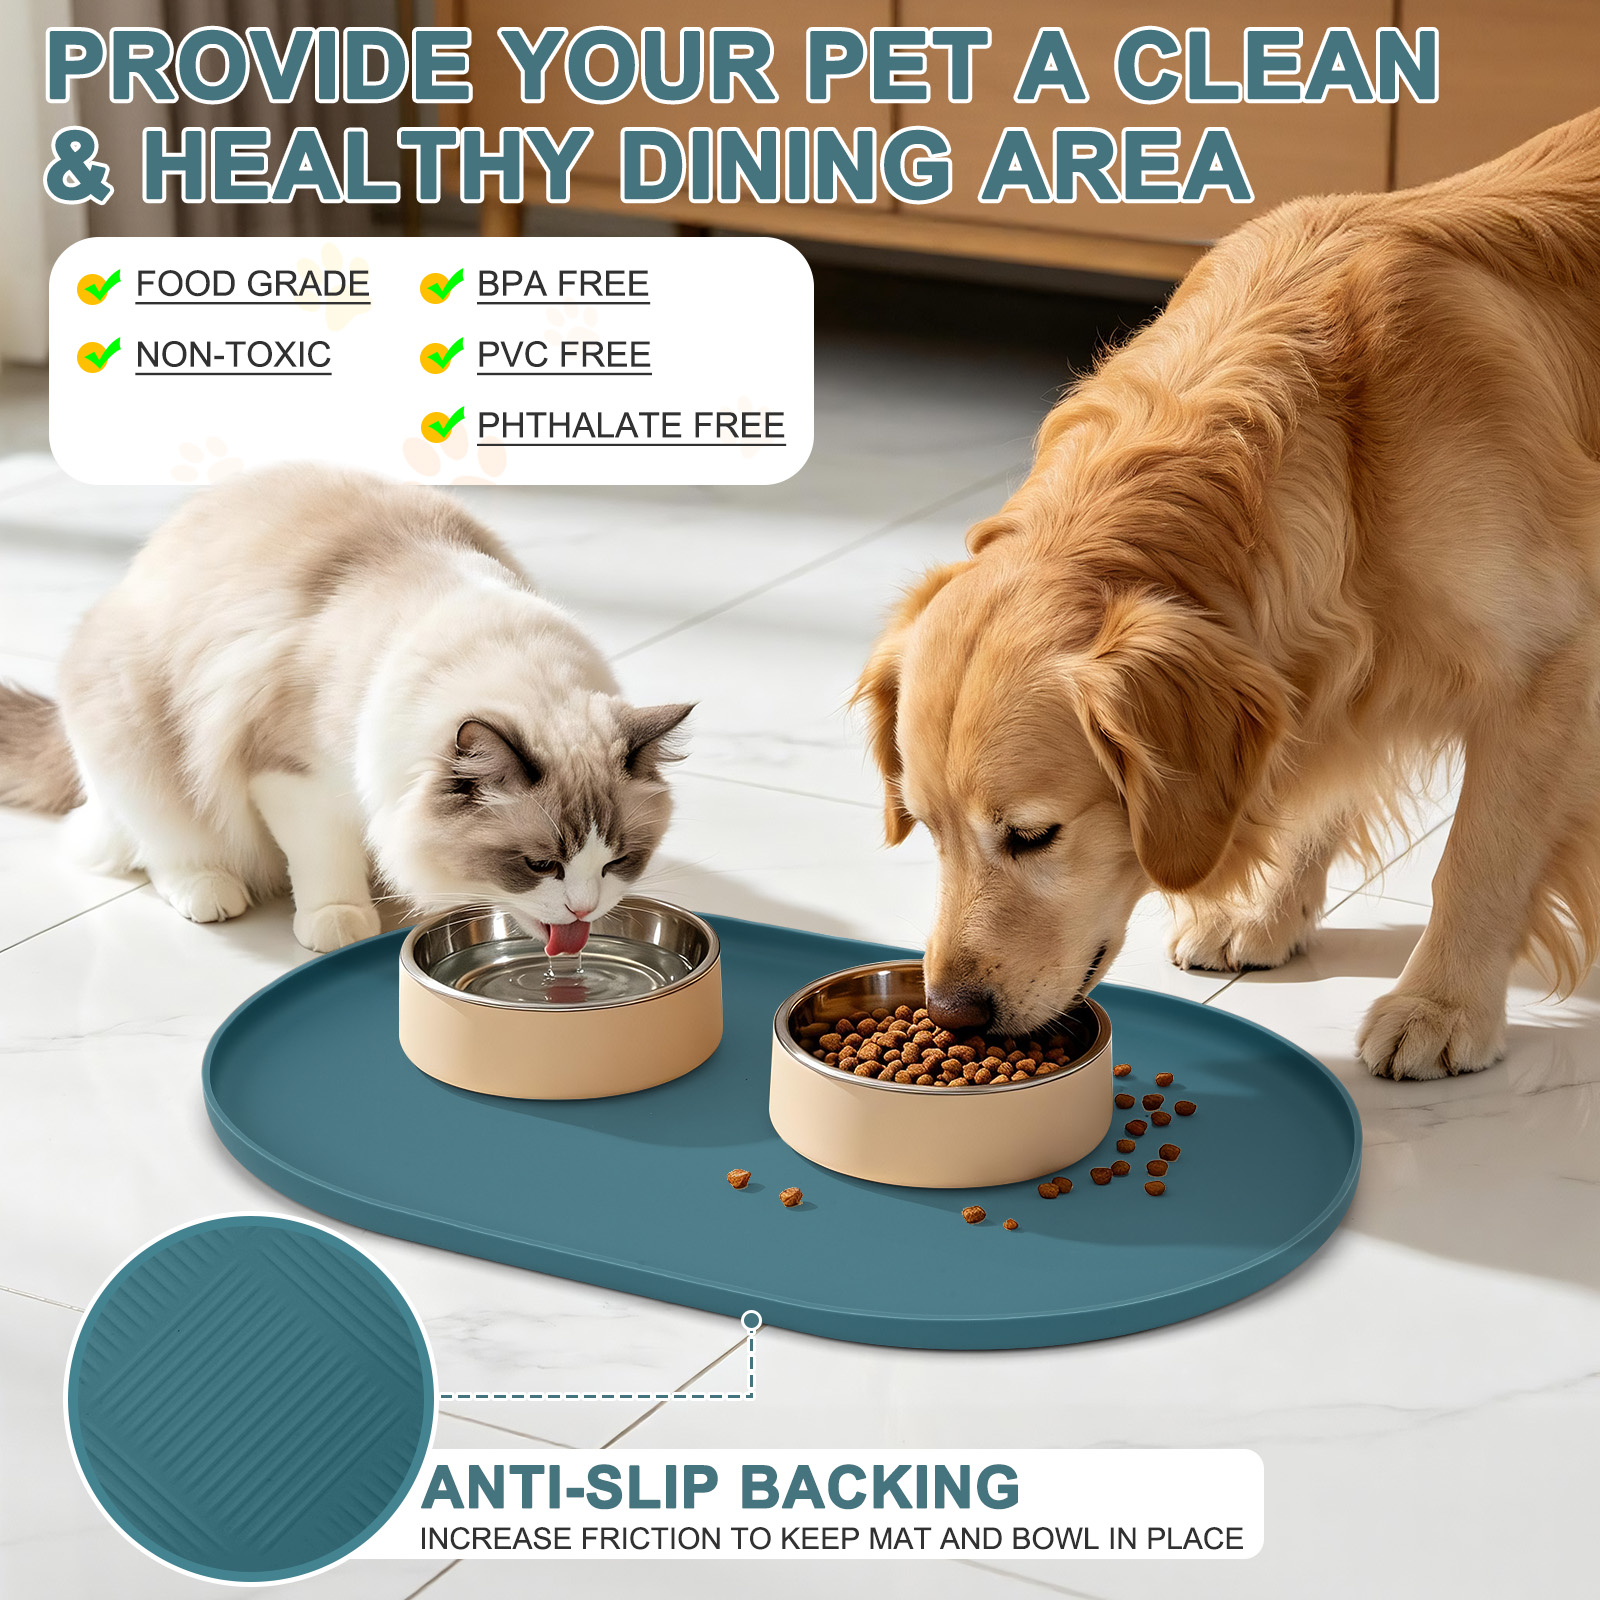 PROVIDE YOUR PET A CLEAN
& HEALTHY DINING AREA
FOOD GRADE
BPA FREE
NON-TOXIC
PVC FREE
PHTHALATE FREE
ANTI-SLIP BACKING
INCREASE FRICTION TO KEEP MAT AND BOWL IN PLACE